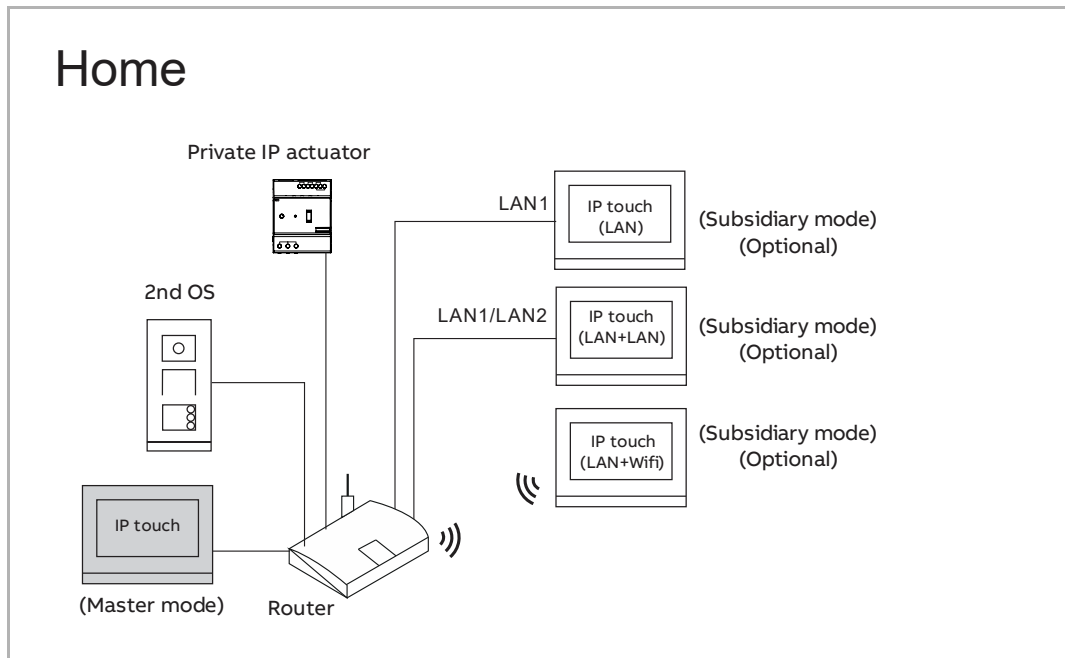 Home
Private IP actuator
LAN1
IP touch
(LAN)
(Subsidiary mode)
(Optional)
2nd OS
LAN1/LAN2
IP touch
(LAN+LAN)
(Subsidiary mode)
(Optional)
IP touch
(LAN+Wifi)
(Subsidiary mode)
(Optional)
IP touch
(Master mode)
Router